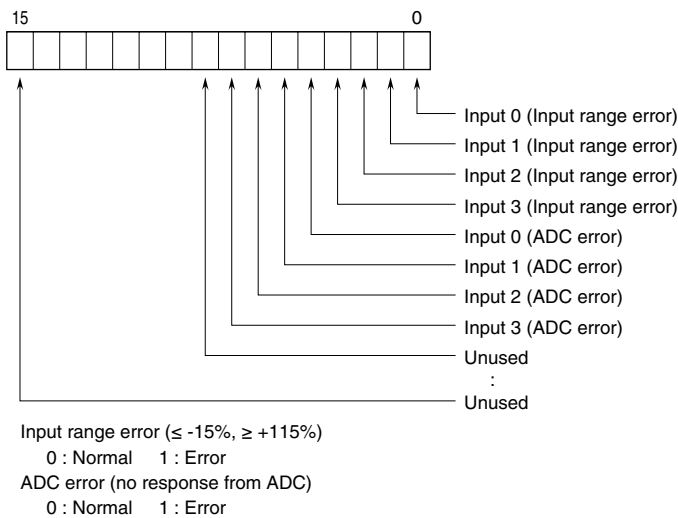 15 0
Input 0 (Input range error)
Input 1 (Input range error)
Input 2 (Input range error)
Input 3 (Input range error)
Input 0 (ADC error)
Input 1 (ADC error)
Input 2 (ADC error)
Input 3 (ADC error)
Unused
:
Unused
Input range error (≤ -15%, ≥ +115%)
0 : Normal 1 : Error
ADC error (no response from ADC)
0 : Normal 1 : Error